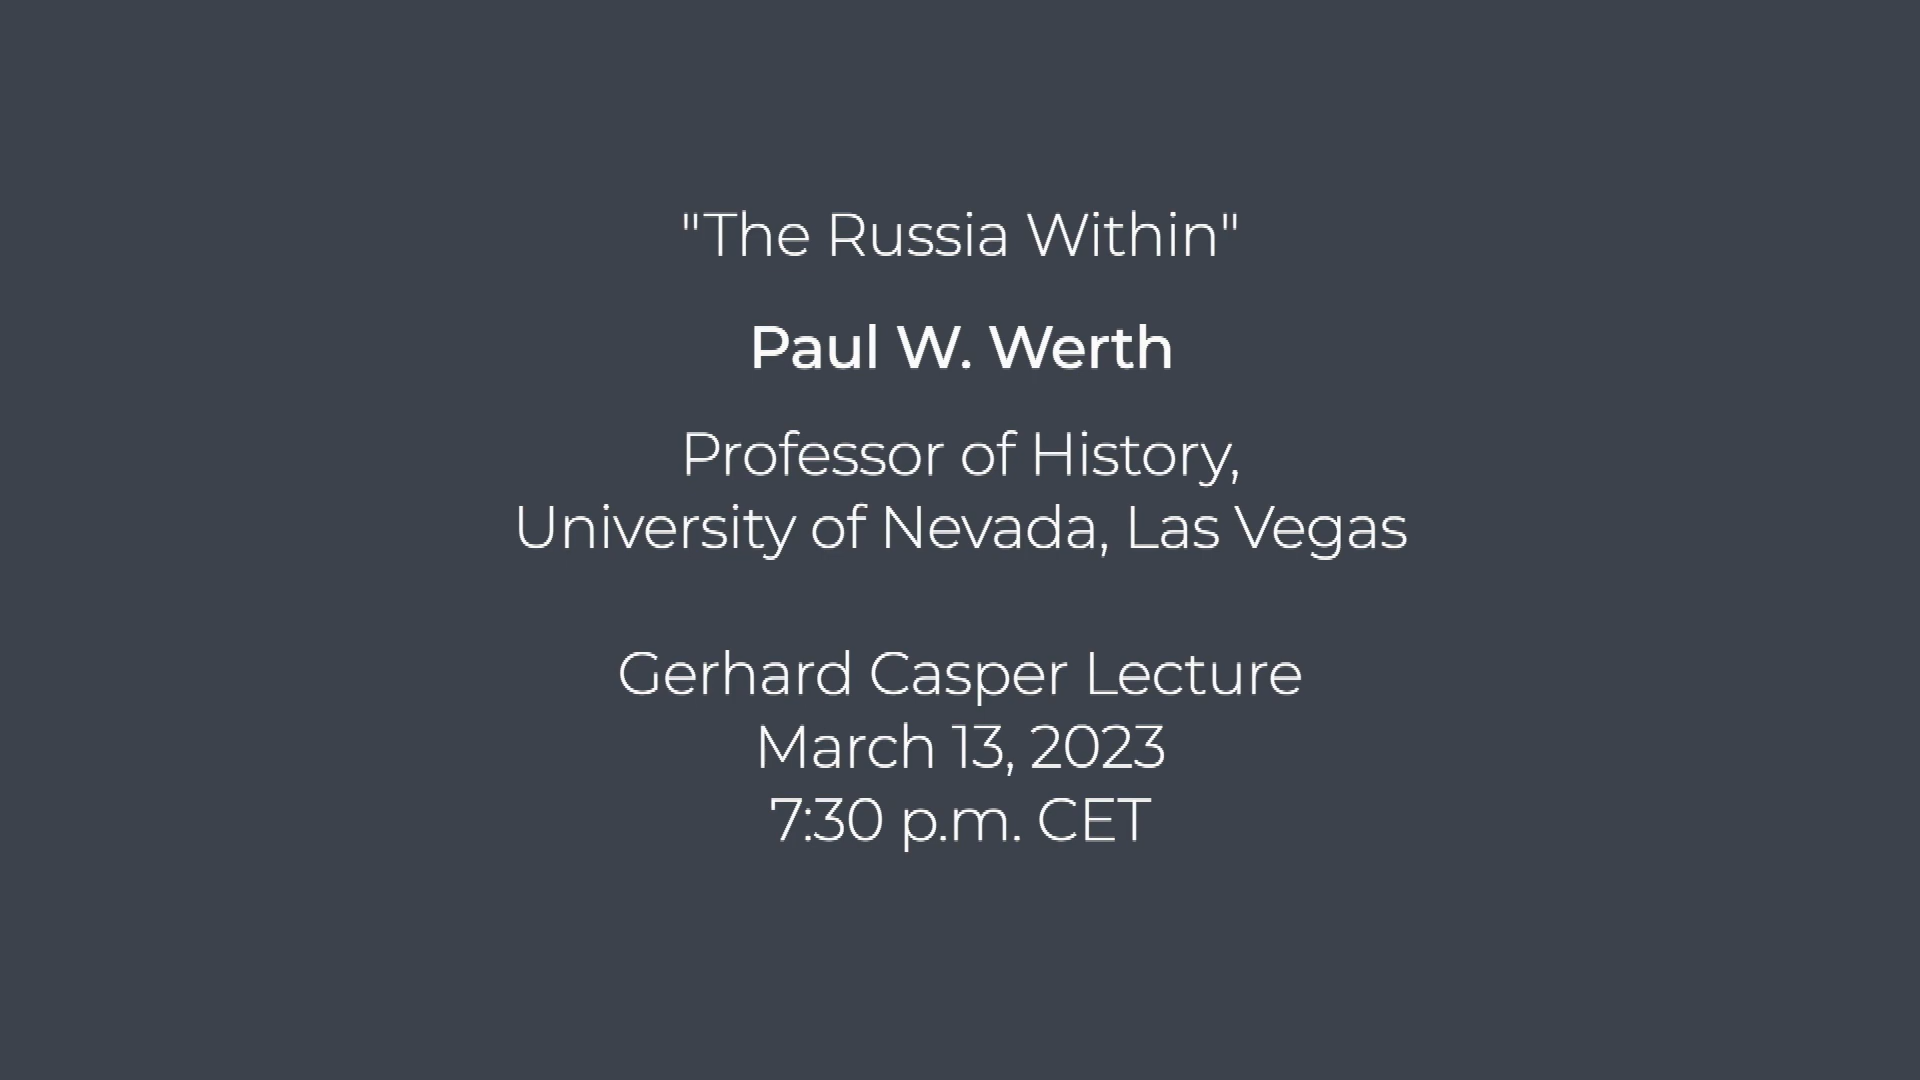 "The Russia Within"
Paul W. Werth
Professor of History,
University of Nevada, Las Vegas
Gerhard Casper Lecture
March 13, 2023
7:30 p.m. CET